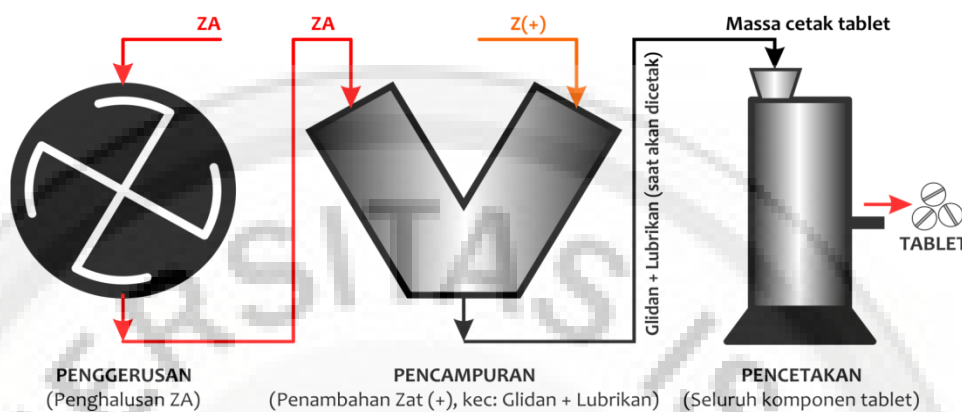 ZA
ZA
Z(+)
Massa cetak tablet
Glidan + Lubrikan (saat akan dicetak)
TABLET
PENGGERUSAN
(Penghalusan ZA)
PENCAMPURAN
(Penambahan Zat (+), kec: Glidan + Lubrikan)
PENCETAKAN
(Seluruh komponen tablet)